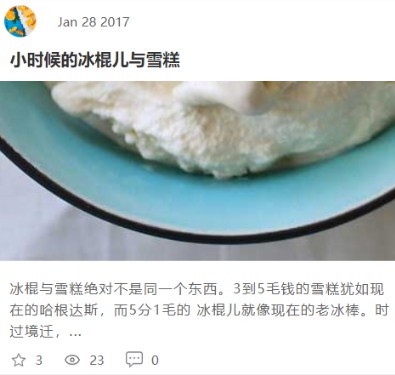 Jan 28 2017
小时候的冰棍儿与雪糕
冰棍与雪糕绝对不是同一个东西。3到5毛钱的雪糕犹如现
在的哈根达斯，而5分1毛的 冰棍儿就像现在的老冰棒。时
过境迁，...
3 23 0